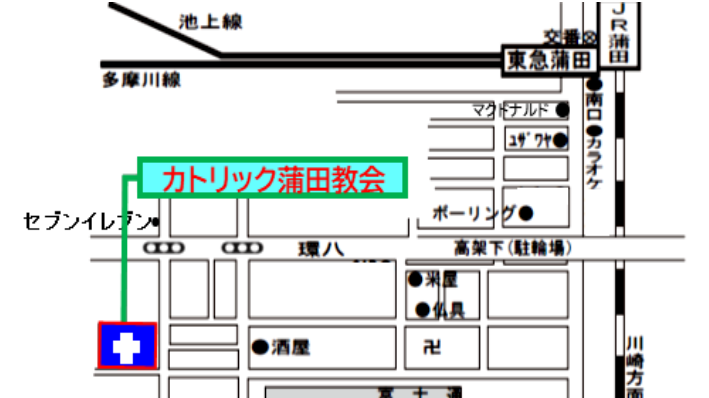 池上線
JR蒲田
交番
東急蒲田
多摩川線
南口
マクドナルド
カラオケ
ユザワヤ
カトリック蒲田教会
ボーリング
セブンイレブン
環八
高架下(駐輪場)
米屋
仏具
酒屋
卍
川崎方面
富士通